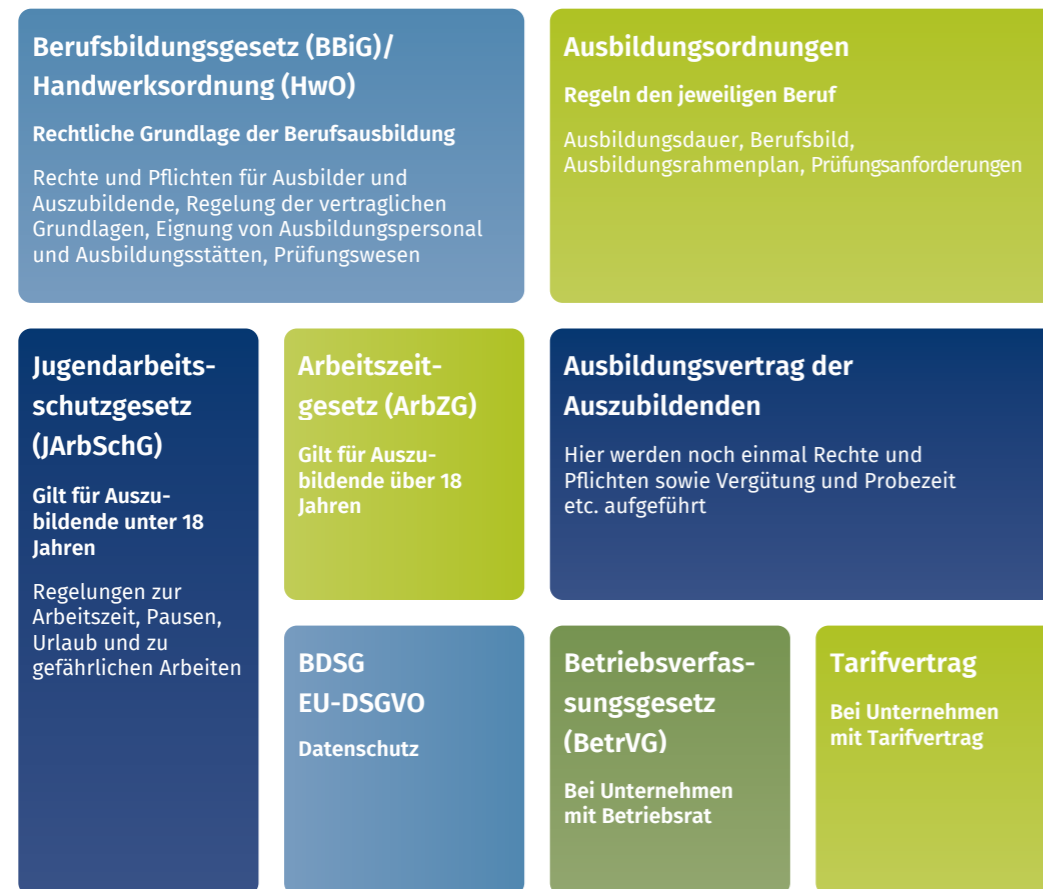 Berufsbildungsgesetz (BBiG)/
Handwerksordnung (HwO)
Rechtliche Grundlage der Berufsausbildung
Rechte und Pflichten für Ausbilder und
Auszubildende, Regelung der vertraglichen
Grundlagen, Eignung von Ausbildungspersonal
und Ausbildungsstätten, Prüfungswesen
Ausbildungsordnungen
Regeln den jeweiligen Beruf
Ausbildungsdauer, Berufsbild,
Ausbildungsrahmenplan, Prüfungsanforderungen
Jugendarbeits-
schutzgesetz
(JArbSchG)
Gilt für Auszu-
bildende unter 18
Jahren
Regelungen zur
Arbeitszeit, Pausen,
Urlaub und zu
gefährlichen Arbeiten
Arbeitszeit-
gesetz (ArbZG)
Gilt für Auszu-
bildende über 18
Jahren
Ausbildungsvertrag der
Auszubildenden
Hier werden noch einmal Rechte und
Pflichten sowie Vergütung und Probezeit
etc. aufgeführt
BDSG
EU-DSGVO
Datenschutz
Betriebsverfas-
sungsgesetz
(BetrVG)
Bei Unternehmen
mit Betriebsrat
Tarifvertrag
Bei Unternehmen
mit Tarifvertrag